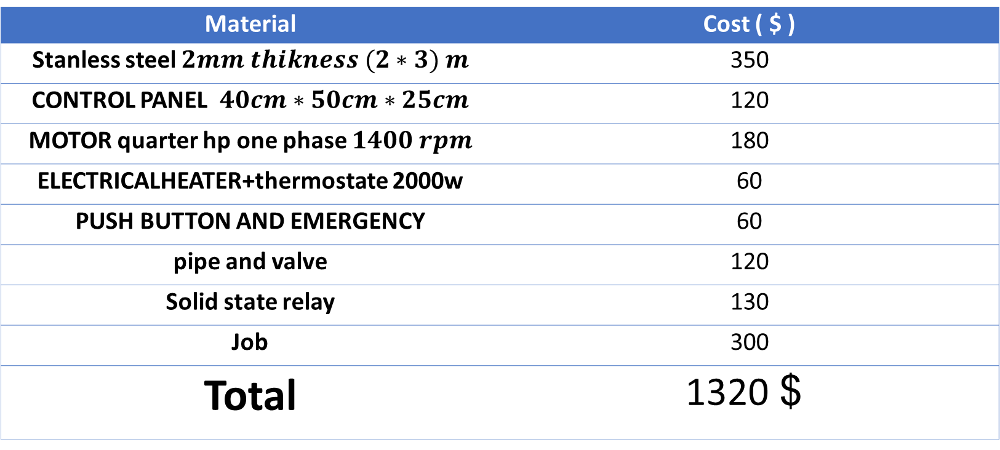 Material Cost ( $ )
Stanless steel 2mm thikness (2 * 3) m 350
CONTROL PANEL 40cm * 50cm * 25cm 120
MOTOR quarter hp one phase 1400 rpm 180
ELECTRICALHEATER+thermostate 2000w 60
PUSH BUTTON AND EMERGENCY 60
pipe and valve 120
Solid state relay 130
Job 300
Total 1320 $